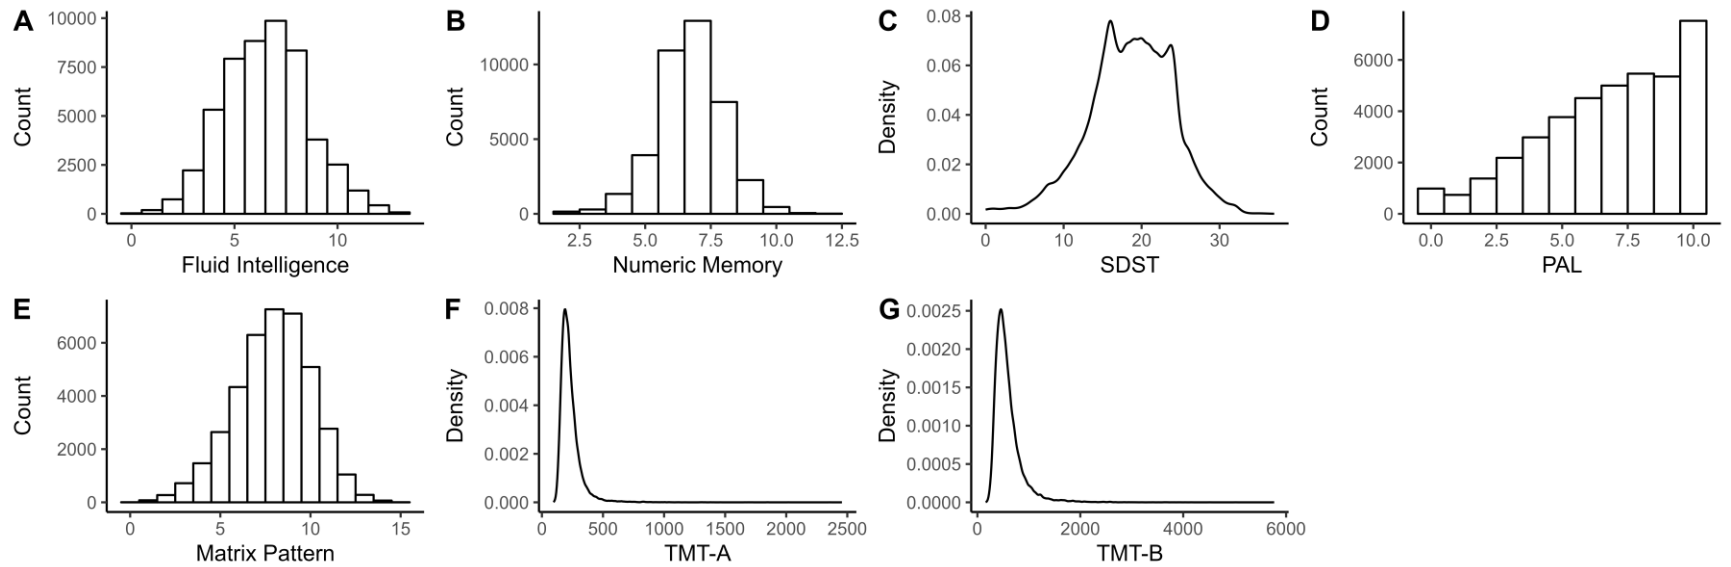 A
10000
7500
5000
2500
0
Count
0 5 10
Fluid Intelligence
B
10000
5000
0
Count
2.5 5.0 7.5 10.0 12.5
Numeric Memory
C
0.08
0.06
0.04
0.02
0.00
Density
0 10 20 30
SDST
D
6000
4000
2000
0
Count
0.0 2.5 5.0 7.5 10.0
PAL
E
6000
4000
2000
0
Count
0 5 10 15
Matrix Pattern
F
0.008
0.006
0.004
0.002
0.000
Density
0 500 1000 1500 2000 2500
TMT-A
G
0.0025
0.0020
0.0015
0.0010
0.0005
0.0000
Density
0 2000 4000 6000
TMT-B